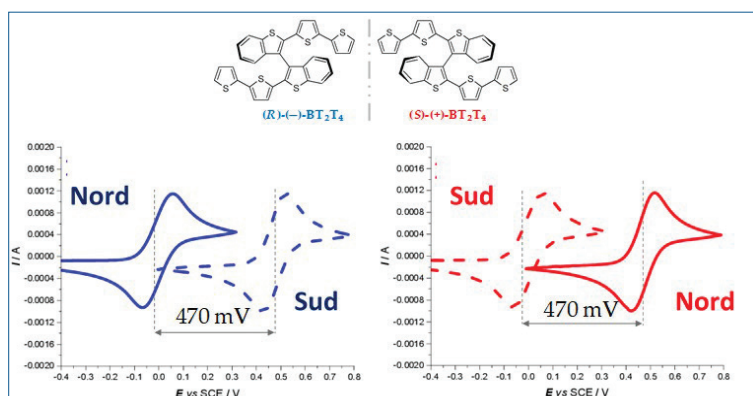 S S S S S S
S S S S S S
(R)-(−)-BT₂T₄ (S)-(+)-BT₂T₄
0.0020 0.0020
0.0016 0.0016
Nord Sud
0.0012 0.0012
0.0008 0.0008
0.0004 0.0004
I / A I / A
0.0000 0.0000
-0.0004 -0.0004
-0.0008 -0.0008
Sud Nord
-0.0012 -0.0012
470 mV 470 mV
-0.0016 -0.0016
-0.0020 -0.0020
-0.4 -0.3 -0.2 -0.1 0.0 0.1 0.2 0.3 0.4 0.5 0.6 0.7 0.8 -0.4 -0.3 -0.2 -0.1 0.0 0.1 0.2 0.3 0.4 0.5 0.6 0.7 0.8
E vs SCE / V E vs SCE / V